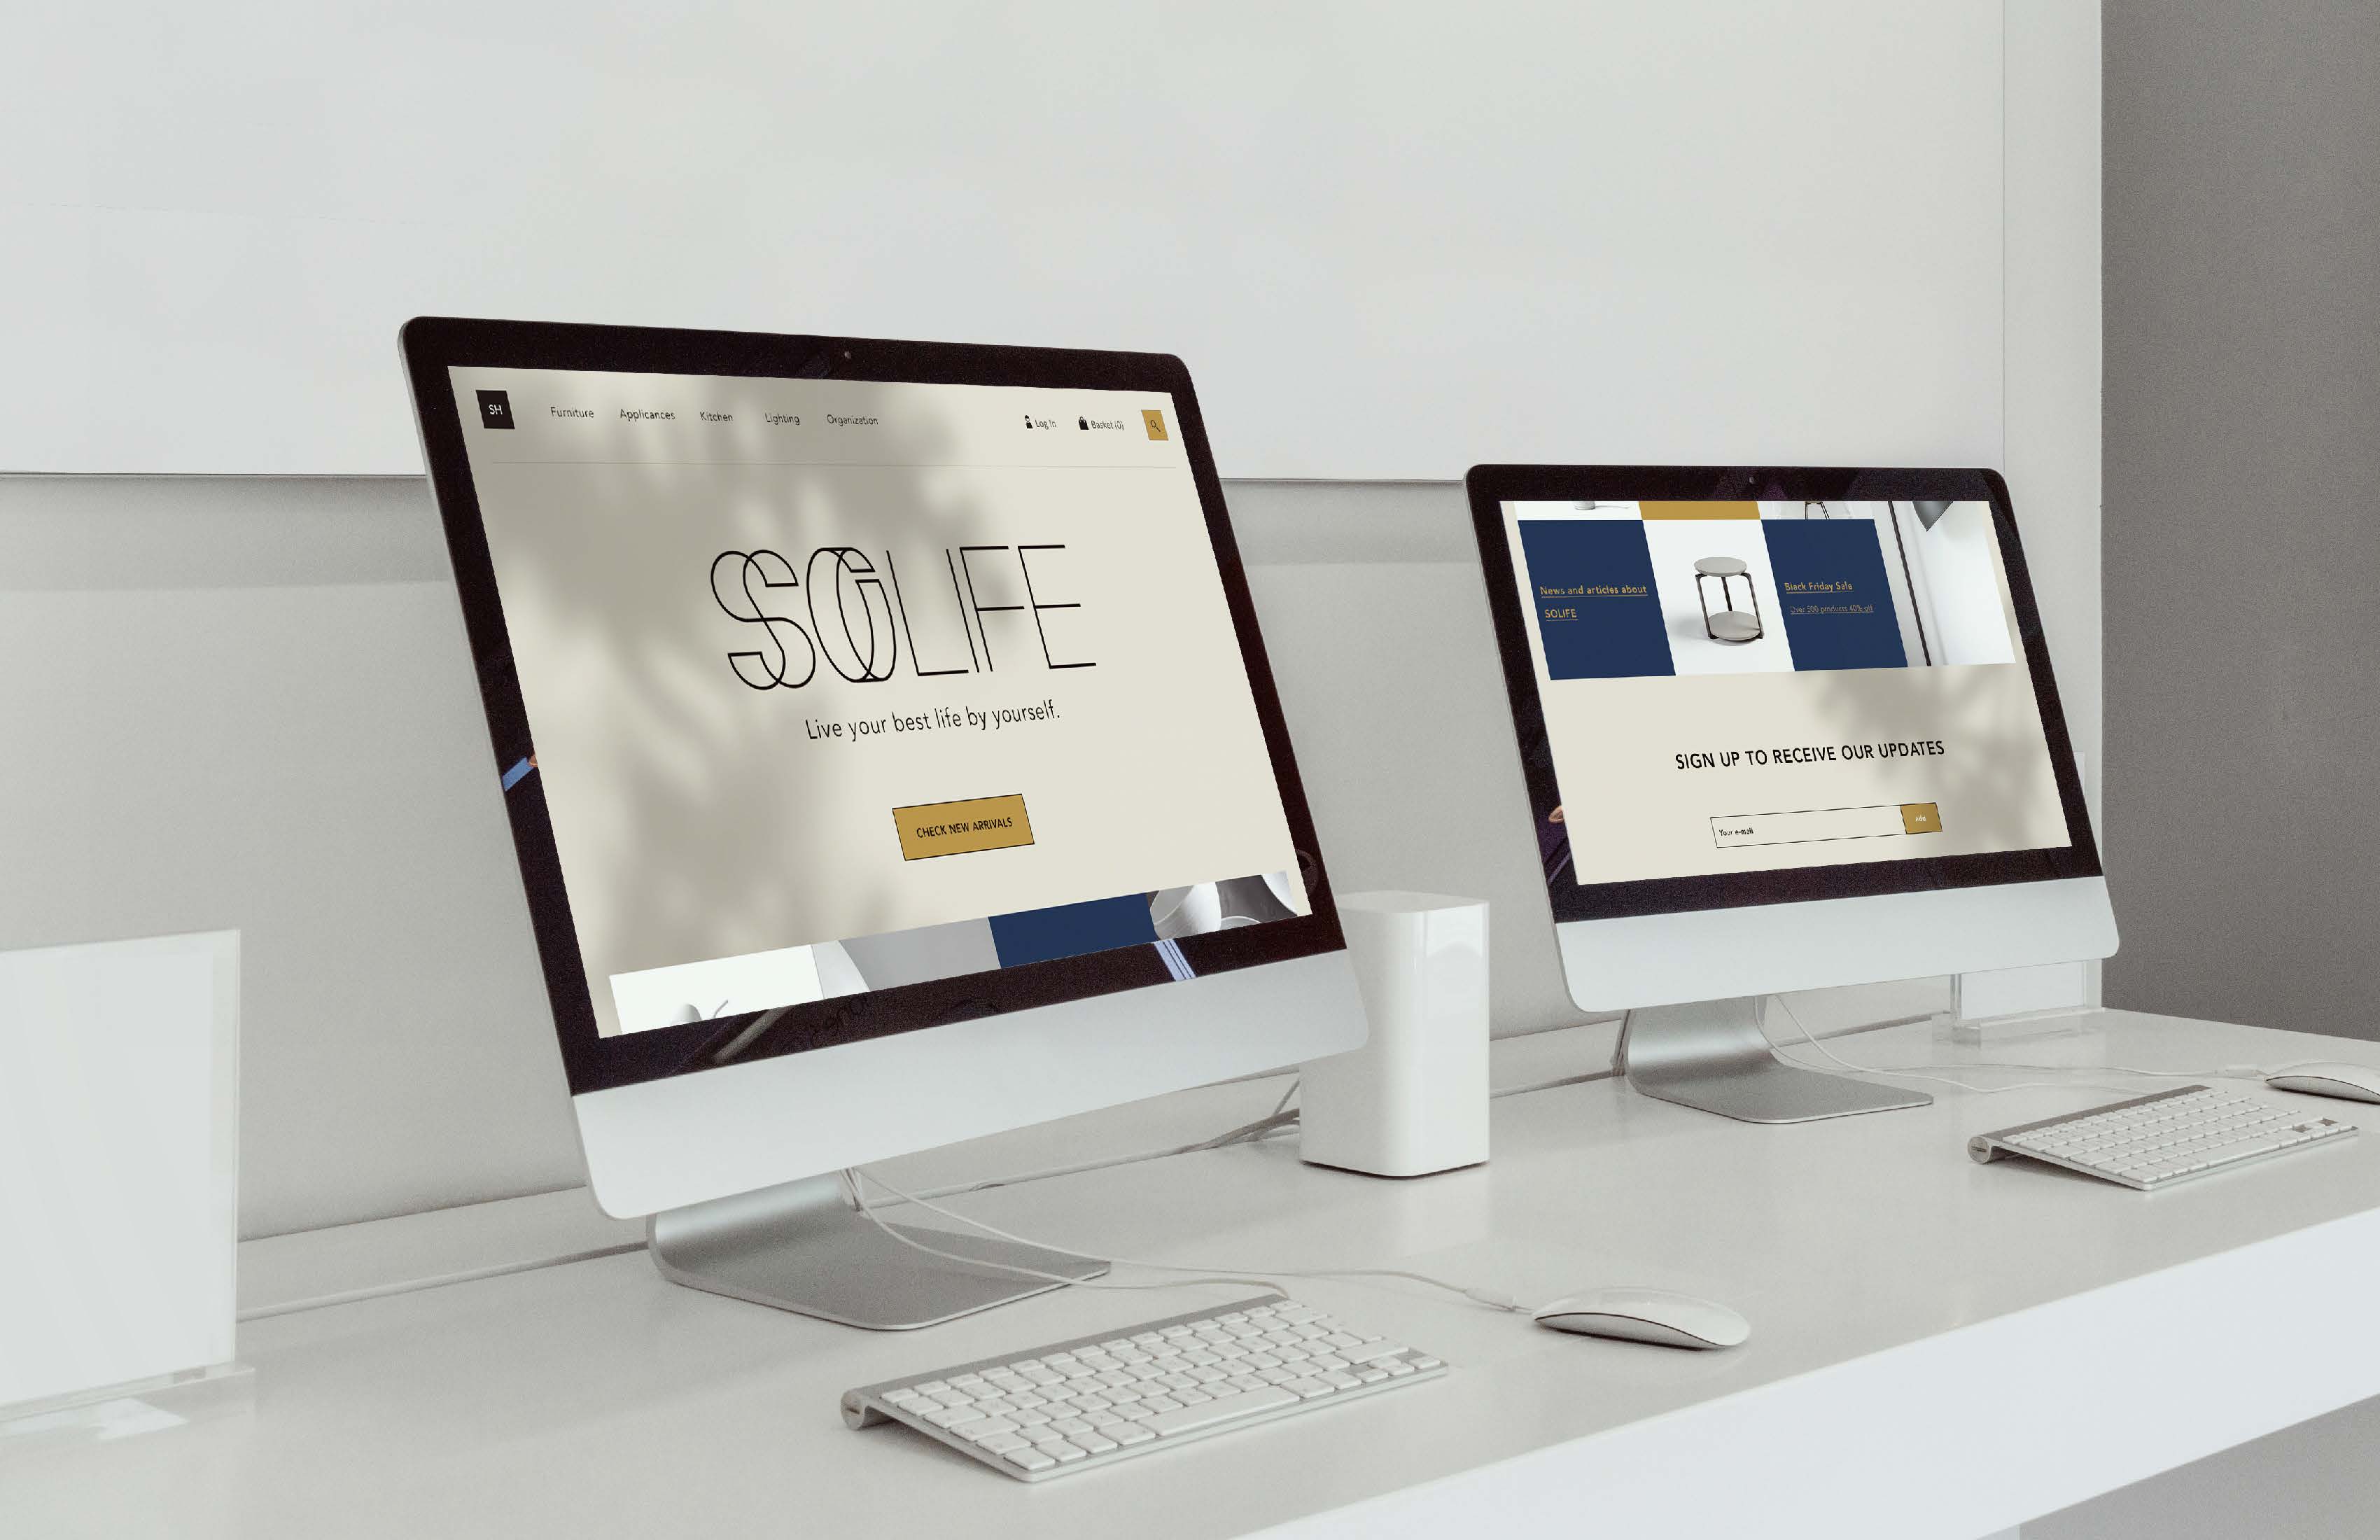 SH
Furniture
Applicances
Kitchen
Lighting
Organization
Log In
Basket (0)
SOLIFE
Live your best life by yourself.
CHECK NEW ARRIVALS
News and articles about
SOLIFE
Black Friday Sale
Over 500 products 40% off
SIGN UP TO RECEIVE OUR UPDATES
Your e-mail
Add